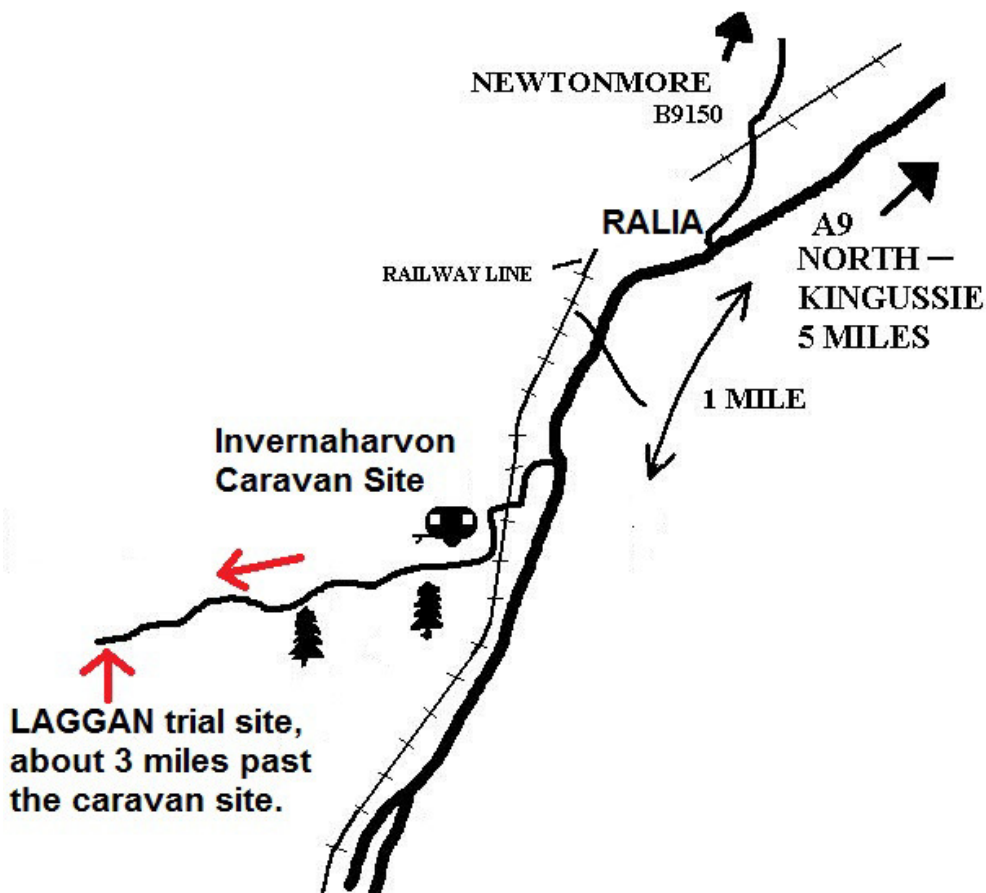 NEWTONMORE
B9150
RALIA
RAILWAY LINE
A9
NORTH –
KINGUSSIE
5 MILES
1 MILE
Invernaharvon
Caravan Site
LAGGAN trial site,
about 3 miles past
the caravan site.